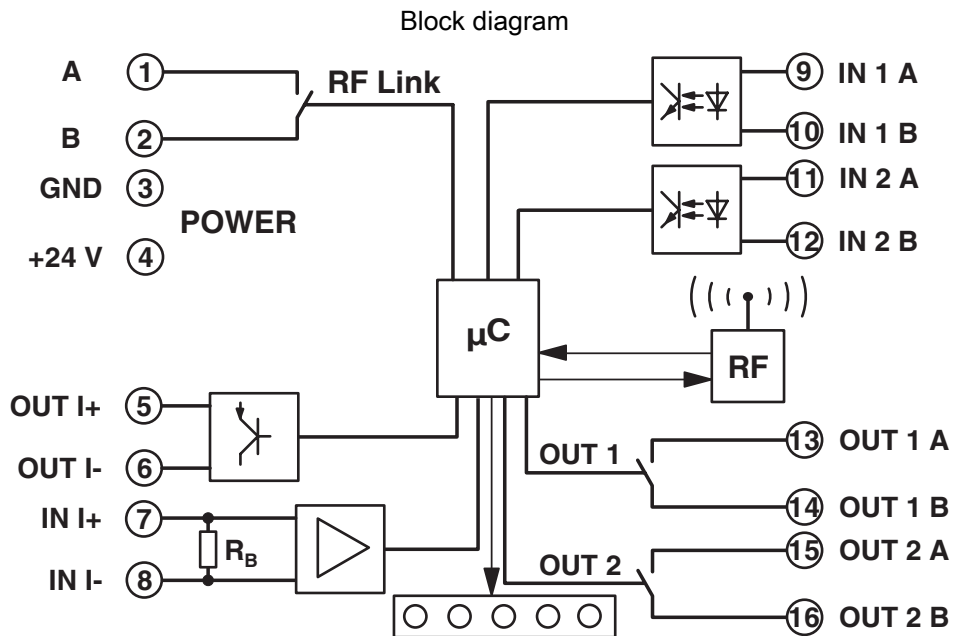 Block diagram
A 1
RF Link
B 2
GND 3
POWER
+24 V 4
OUT I+ 5
OUT I- 6
IN I+ 7
R_B
IN I- 8
µC
RF
9 IN 1 A
10 IN 1 B
11 IN 2 A
12 IN 2 B
OUT 1
13 OUT 1 A
14 OUT 1 B
OUT 2
15 OUT 2 A
16 OUT 2 B